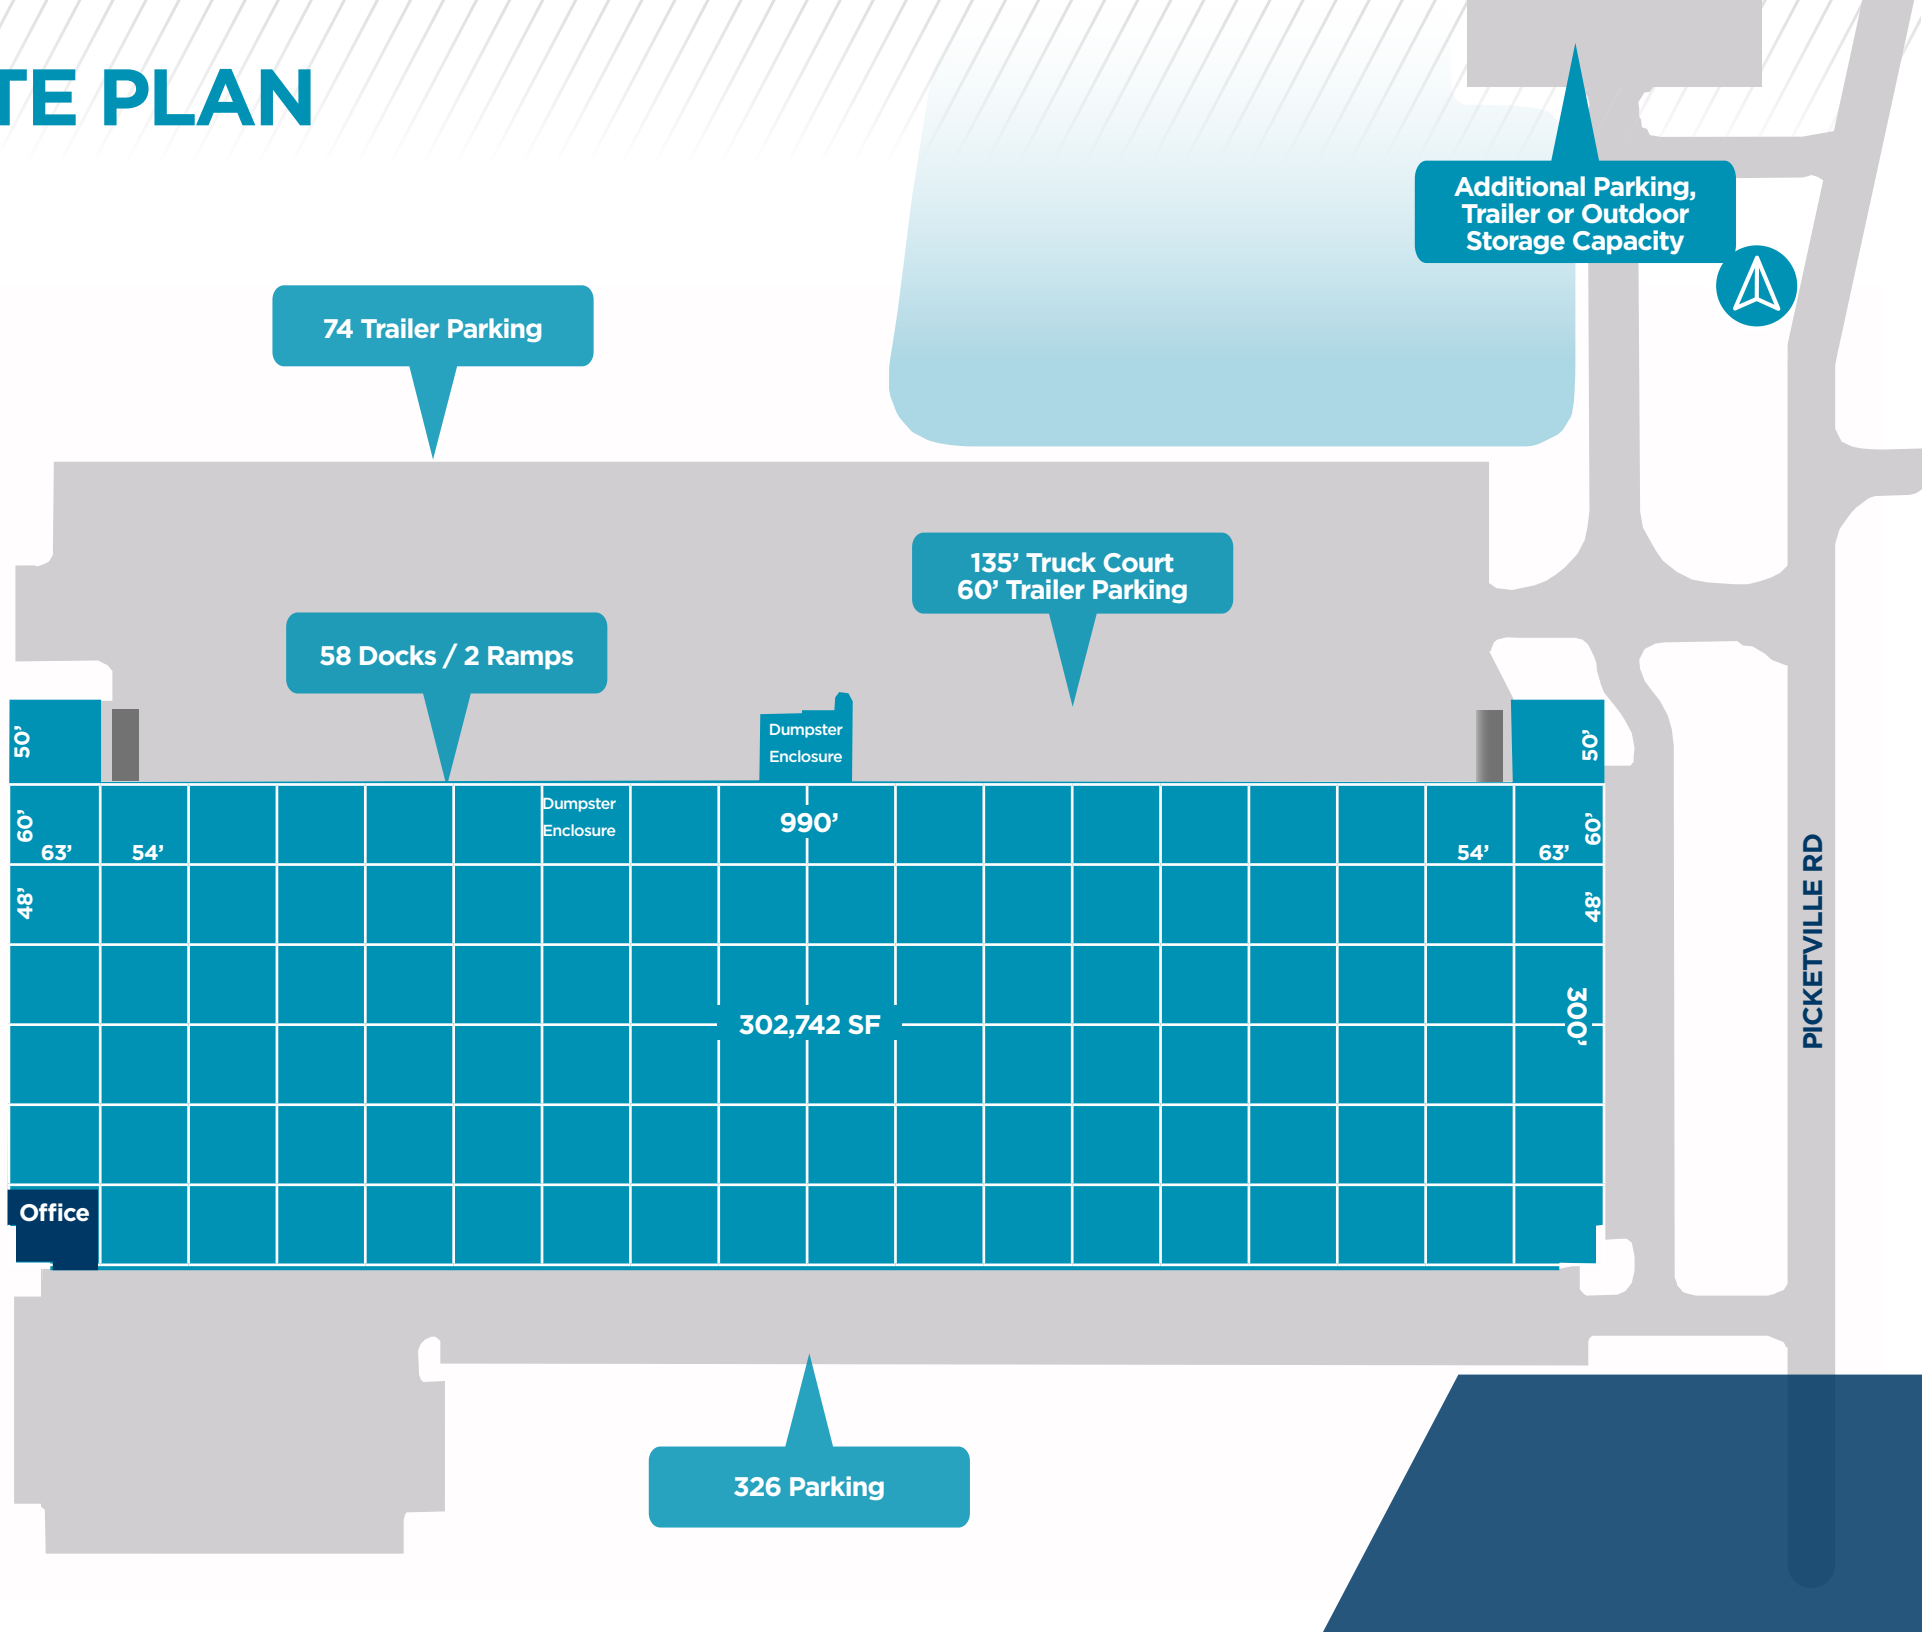 TE PLAN
Additional Parking,
Trailer or Outdoor
Storage Capacity
74 Trailer Parking
135’ Truck Court
60’ Trailer Parking
58 Docks / 2 Ramps
50’
Dumpster
Enclosure
50’
60’
63’
54’
Dumpster
Enclosure
990’
54’
63’
60’
48’
48’
302,742 SF
300’
PICKETVILLE RD
Office
326 Parking